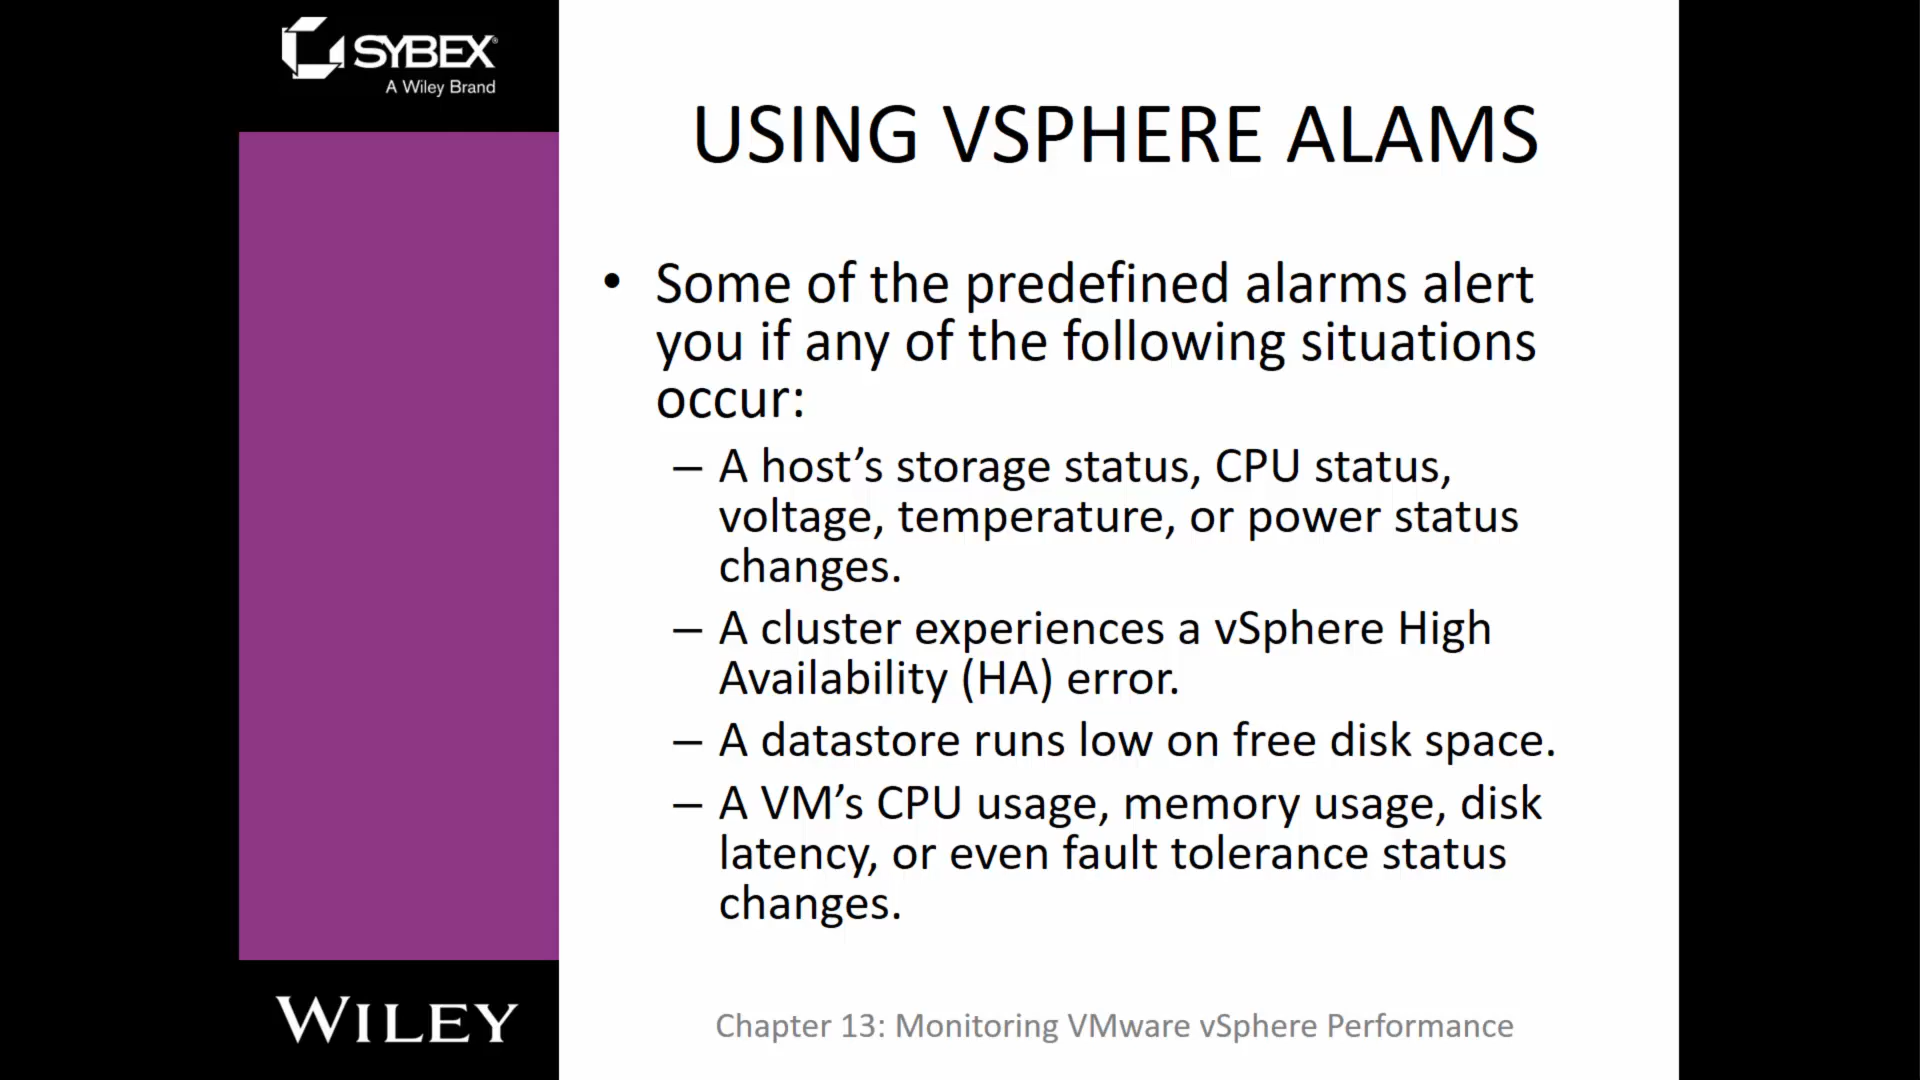 SYBEX®
A Wiley Brand
USING VSPHERE ALAMS
• Some of the predefined alarms alert
you if any of the following situations
occur:
– A host’s storage status, CPU status,
voltage, temperature, or power status
changes.
– A cluster experiences a vSphere High
Availability (HA) error.
– A datastore runs low on free disk space.
– A VM’s CPU usage, memory usage, disk
latency, or even fault tolerance status
changes.
WILEY
Chapter 13: Monitoring VMware vSphere Performance